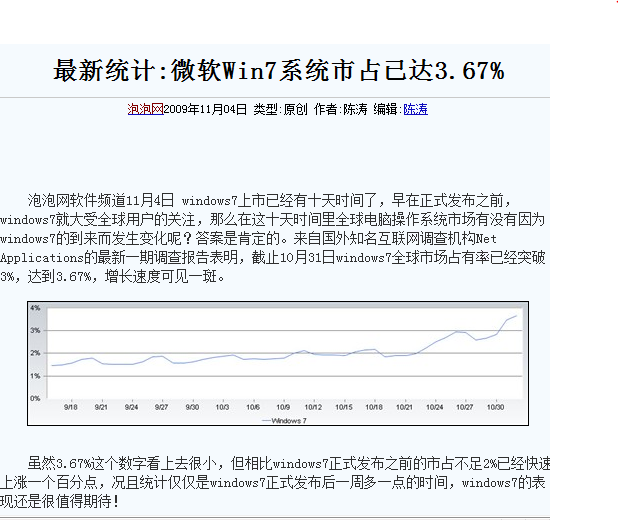 最新统计:微软Win7系统市占已达3.67%
泡泡网2009年11月04日 类型:原创 作者:陈涛 编辑:陈涛
泡泡网软件频道11月4日 windows7上市已经有十天时间了，早在正式发布之前，
windows7就大受全球用户的关注，那么在这十天时间里全球电脑操作系统市场有没有因为
windows7的到来而发生变化呢？答案是肯定的。来自国外知名互联网调查机构Net
Applications的最新一期调查报告表明，截止10月31日windows7全球市场占有率已经突破
3%，达到3.67%，增长速度可见一斑。
4%
3%
2%
1%
0%
9/18 9/21 9/24 9/27 9/30 10/3 10/6 10/9 10/12 10/15 10/18 10/21 10/24 10/27 10/30
Windows 7
虽然3.67%这个数字看上去很小，但相比windows7正式发布之前的市占不足2%已经快速
上涨一个百分点，况且统计仅仅是windows7正式发布后一周多一点的时间，windows7的表
现还是很值得期待！